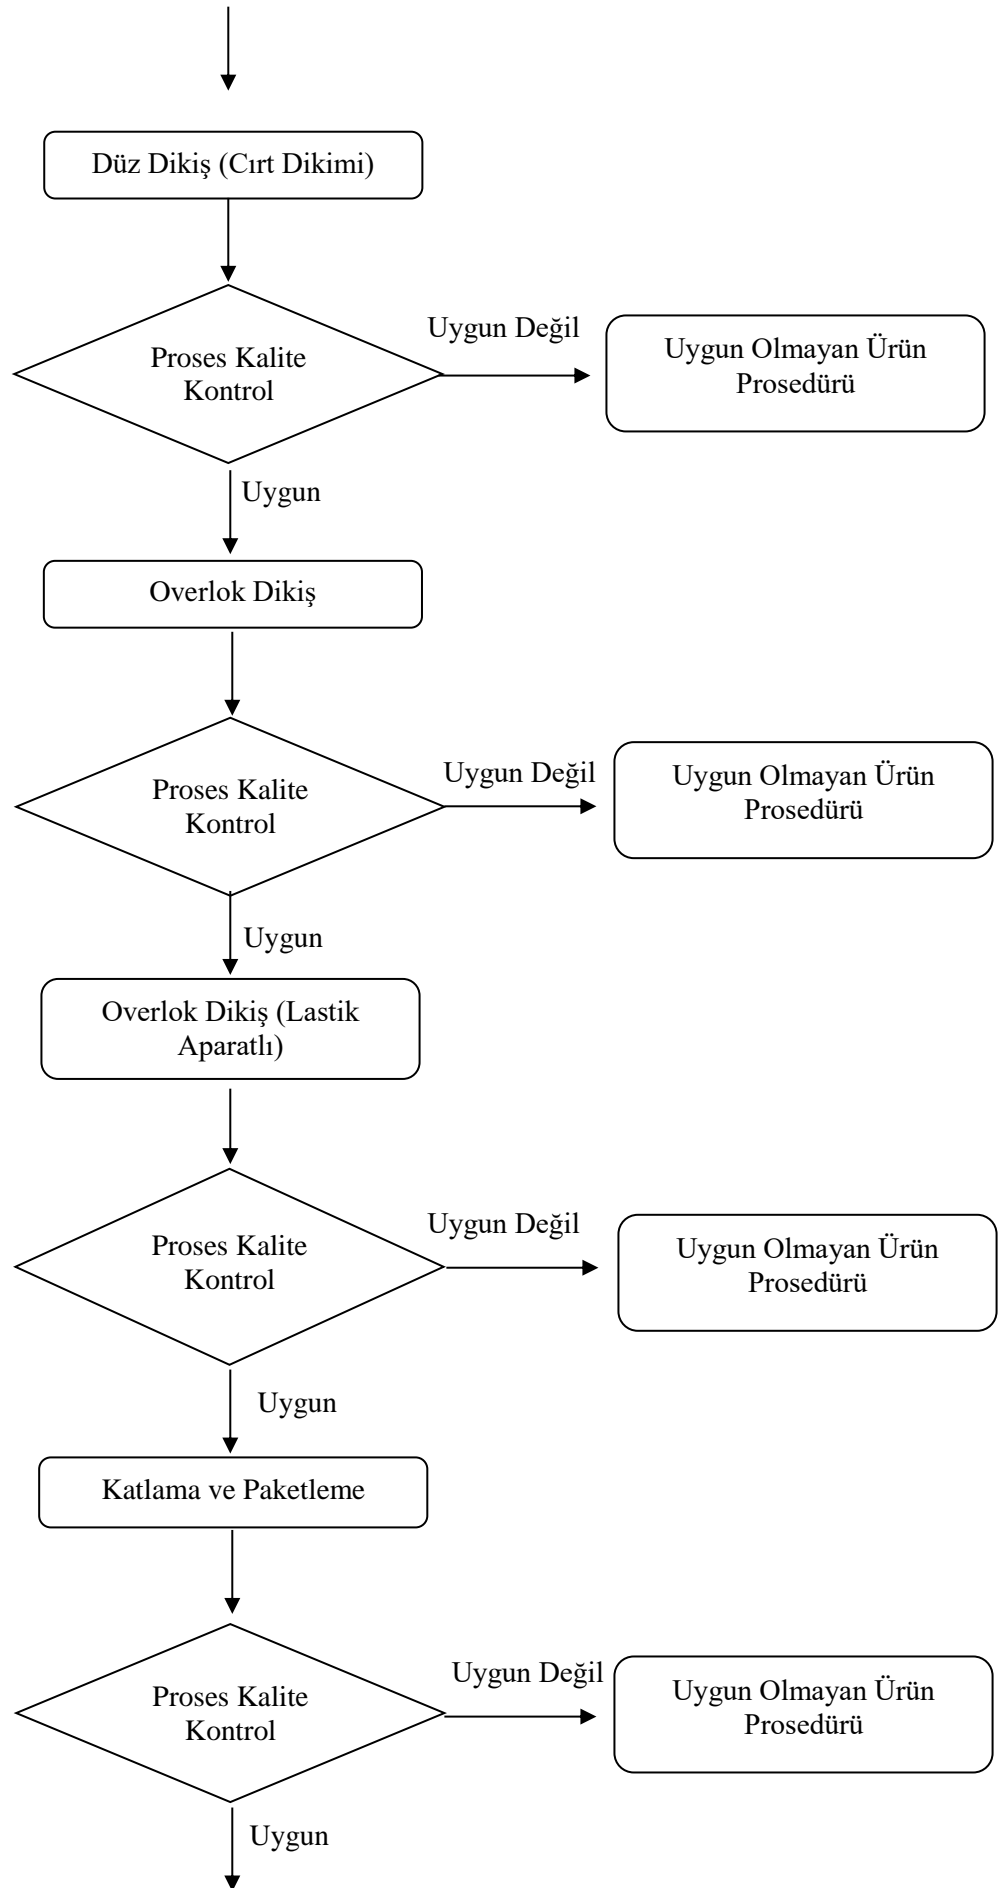 Düz Dikiş (Cırt Dikimi)
Proses Kalite
Kontrol
Uygun Değil
Uygun Olmayan Ürün
Prosedürü
Uygun
Overlok Dikiş
Proses Kalite
Kontrol
Uygun Değil
Uygun Olmayan Ürün
Prosedürü
Uygun
Overlok Dikiş (Lastik
Aparatlı)
Proses Kalite
Kontrol
Uygun Değil
Uygun Olmayan Ürün
Prosedürü
Uygun
Katlama ve Paketleme
Proses Kalite
Kontrol
Uygun Değil
Uygun Olmayan Ürün
Prosedürü
Uygun